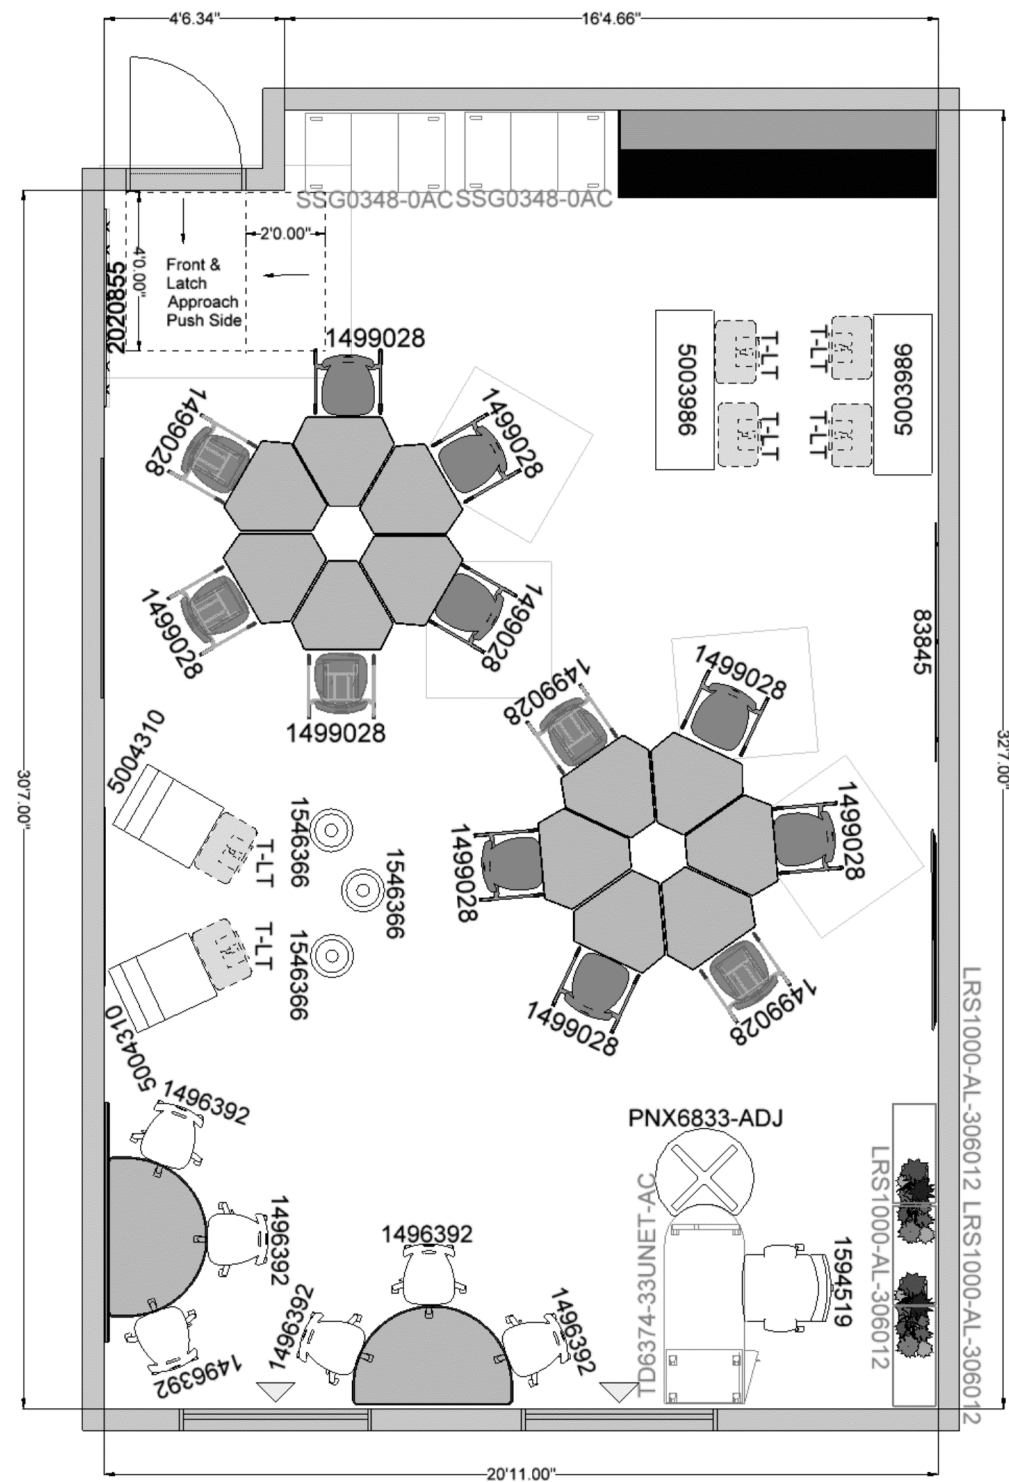 4'6.34"
16'4.66"
SSG0348-0AC
SSG0348-0AC
2'0.00"
4'0.00"
Front &
Latch
Approach
Push Side
2020855
1499028
1499028
1499028
1499028
1499028
1499028
5003986
T-LT
T-LT
T-LT
T-LT
5003986
83845
1499028
1499028
1499028
1499028
1499028
1499028
30'7.00"
32'7.00"
5004310
T-LT
1546366
1546366
1546366
T-LT
5004310
1496392
1496392
1496392
1496392
1496392
1496392
PNX6833-ADJ
TD6374-33UNET-AC
1594519
LRS1000-AL-306012
LRS1000-AL-306012
LRS1000-AL-306012
20'11.00"